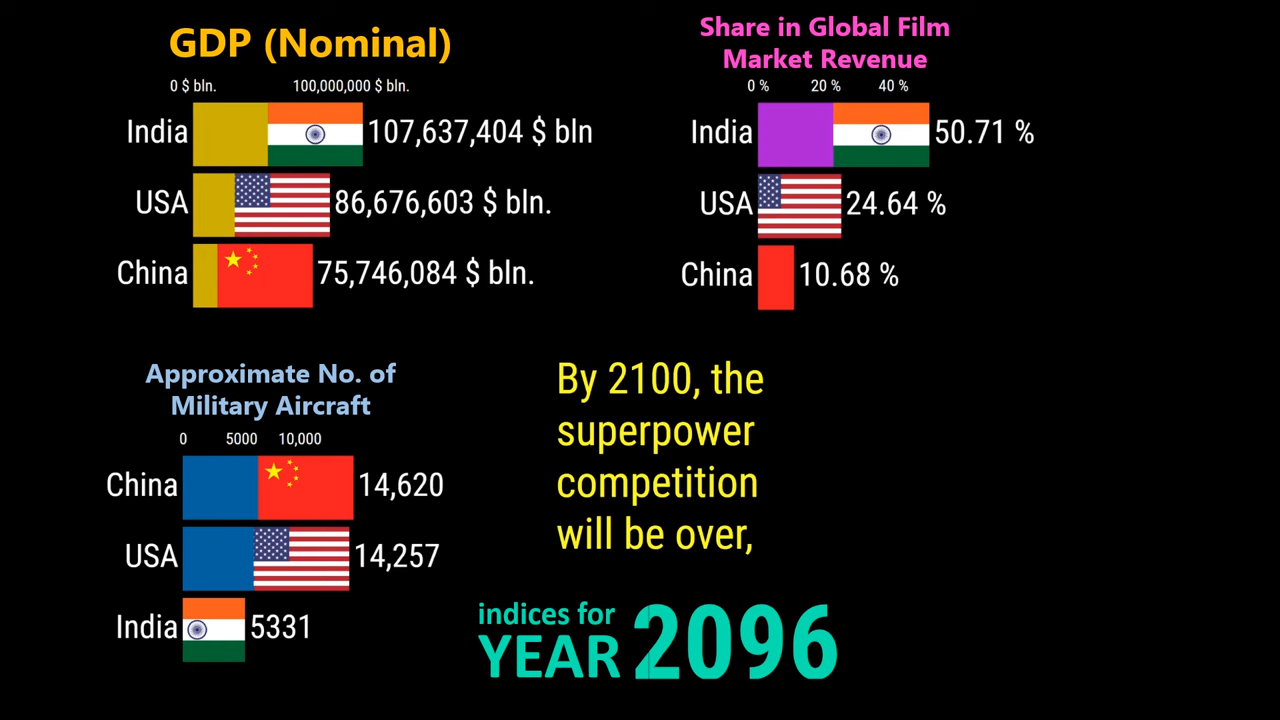 GDP (Nominal)
0 $ bln. 100,000,000 $ bln.
India 107,637,404 $ bln
USA 86,676,603 $ bln.
China 75,746,084 $ bln.
Share in Global Film
Market Revenue
0 % 20 % 40 %
India 50.71 %
USA 24.64 %
China 10.68 %
Approximate No. of
Military Aircraft
0 5000 10,000
China 14,620
USA 14,257
India 5331
By 2100, the
superpower
competition
will be over,
indices for
YEAR 2096